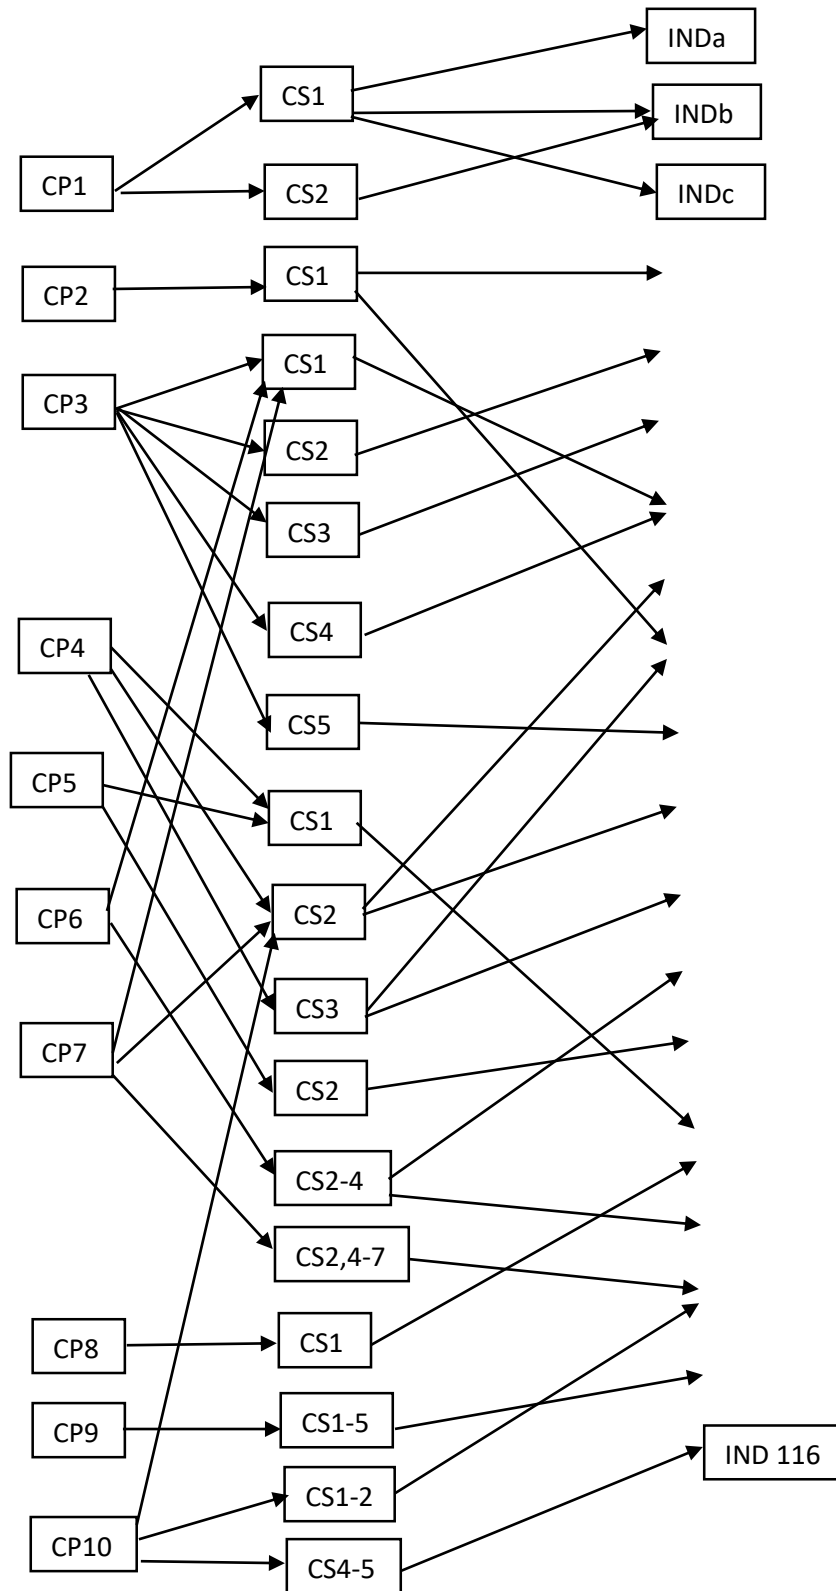 INDa
CS1
INDb
CP1
CS2
INDc
CS1
CP2
CS1
CP3
CS2
CS3
CS4
CP4
CS5
CP5
CS1
CP6
CS2
CS3
CP7
CS2
CS2-4
CS2,4-7
CP8
CS1
CP9
CS1-5
IND 116
CS1-2
CP10
CS4-5